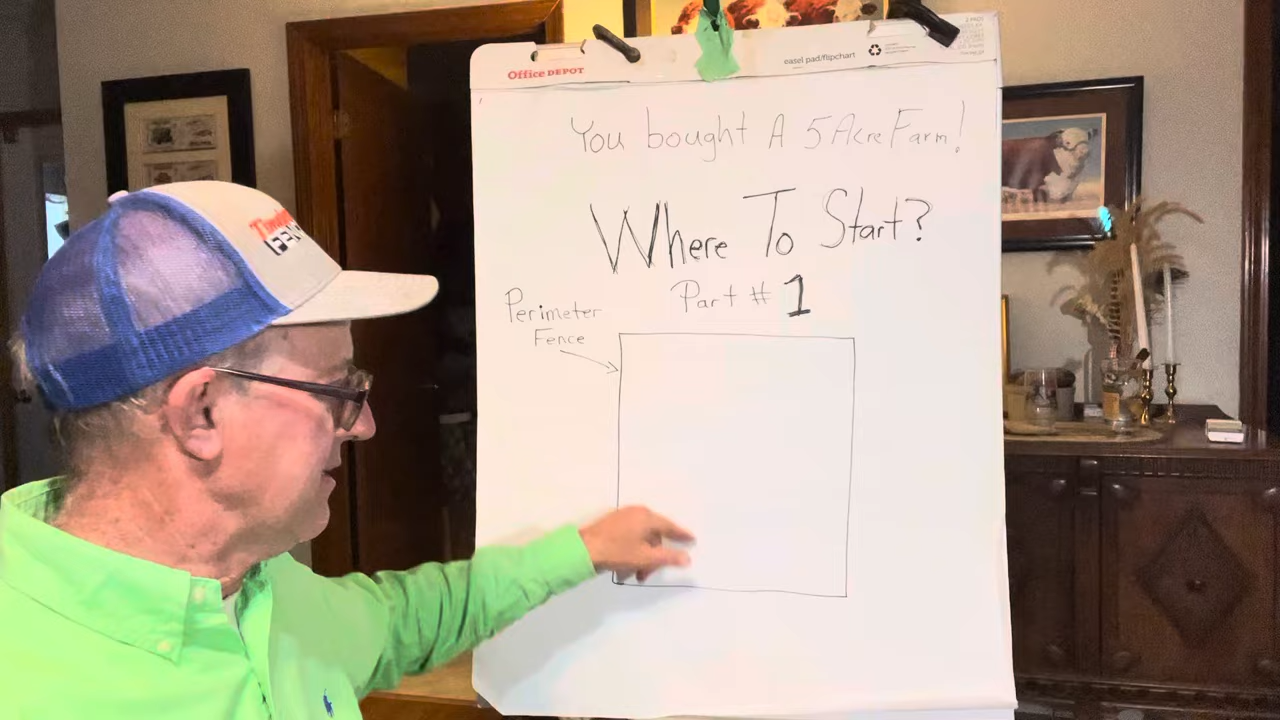 Office DEPOT
easel pad/flipchart
You bought A 5 Acre Farm!
Where To Start?
Part # 1
Perimeter
Fence